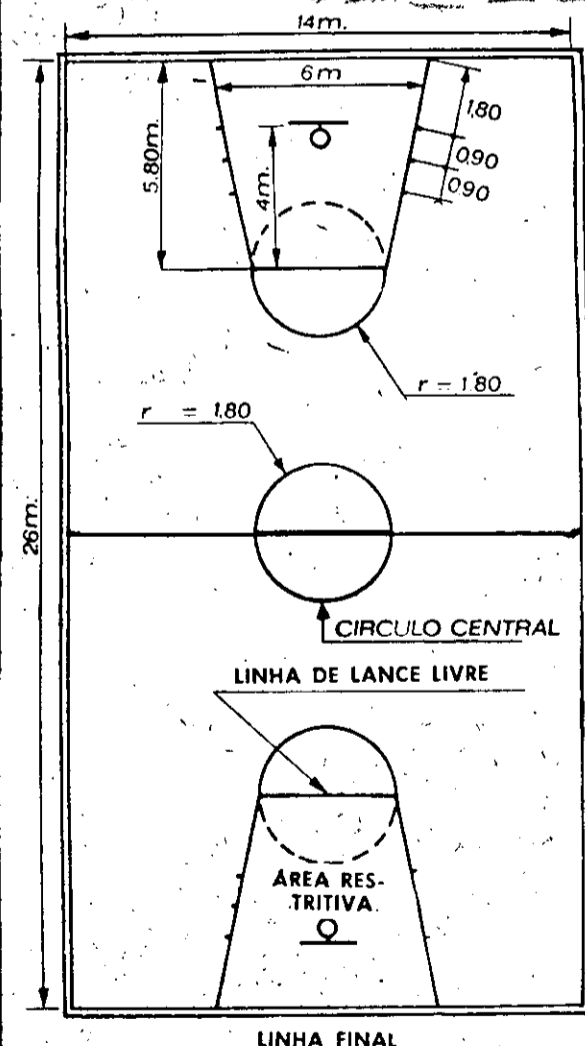 14m.
6m
1,80
0,90
0,90
5.80m.
4m.
r = 1.80
r = 1.80
26m.
CIRCULO CENTRAL
LINHA DE LANCE LIVRE
ÁREA RES-
TRITIVA
LINHA FINAL